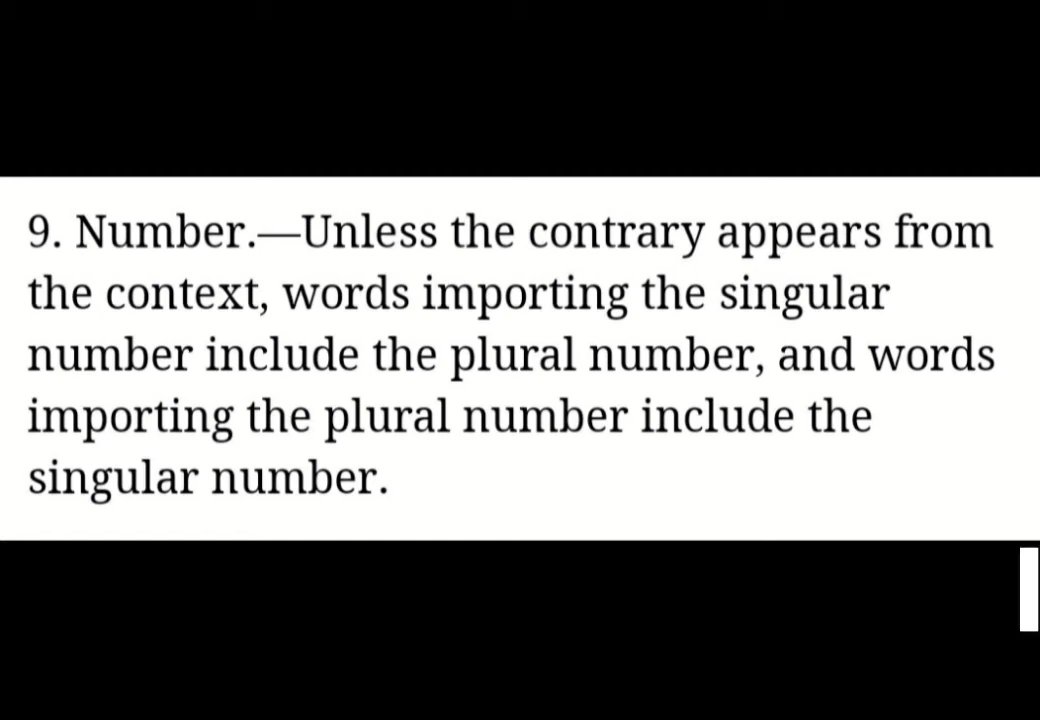 9. Number.—Unless the contrary appears from
the context, words importing the singular
number include the plural number, and words
importing the plural number include the
singular number.